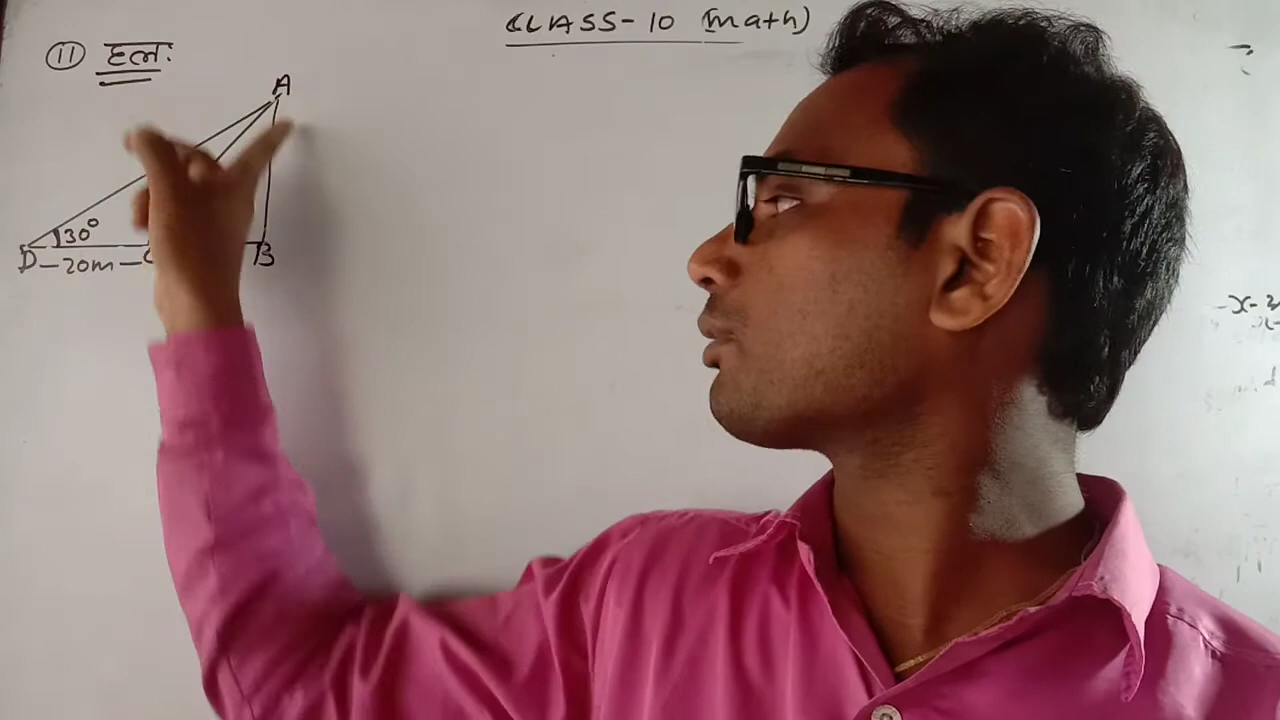 CLASS-10 (math)
11 हल:
A
30°
D B
-20m-C
x-